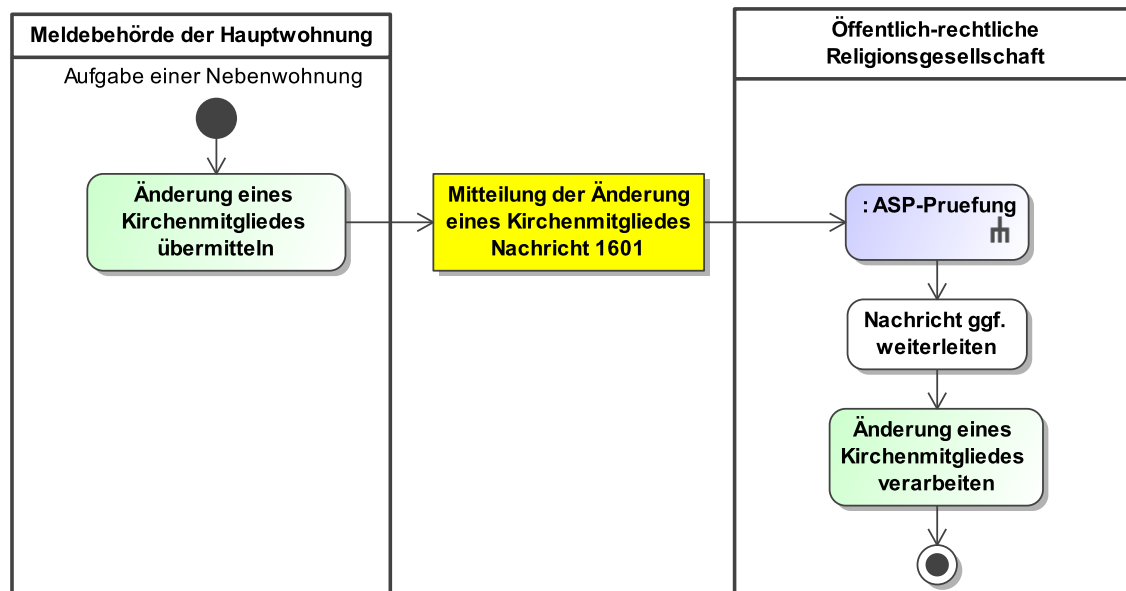 Meldebehörde der Hauptwohnung
Aufgabe einer Nebenwohnung
Änderung eines
Kirchenmitgliedes
übermitteln
Mitteilung der Änderung
eines Kirchenmitgliedes
Nachricht 1601
Öffentlich-rechtliche
Religionsgesellschaft
: ASP-Pruefung
Nachricht ggf.
weiterleiten
Änderung eines
Kirchenmitgliedes
verarbeiten